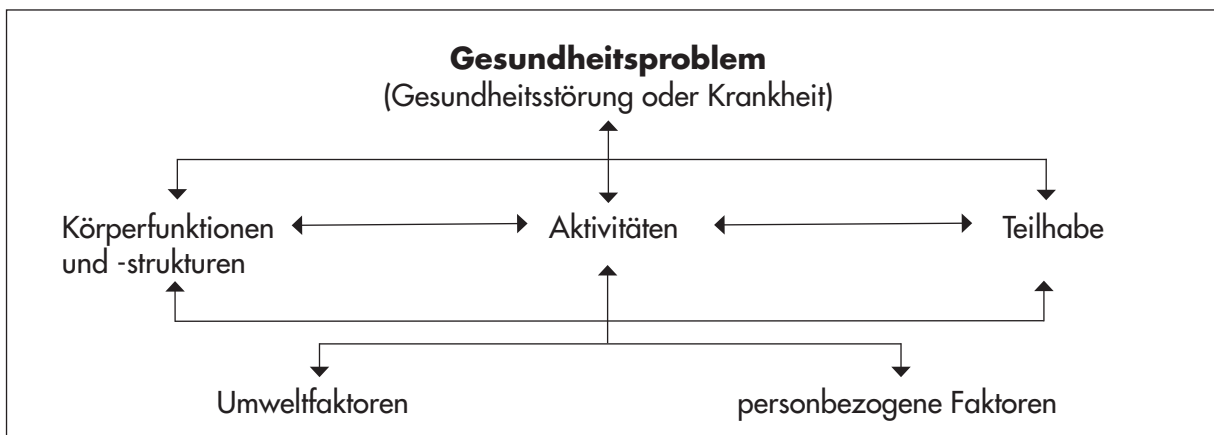 Gesundheitsproblem
(Gesundheitsstörung oder Krankheit)
Körperfunktionen
und -strukturen
Aktivitäten
Teilhabe
Umweltfaktoren
personbezogene Faktoren